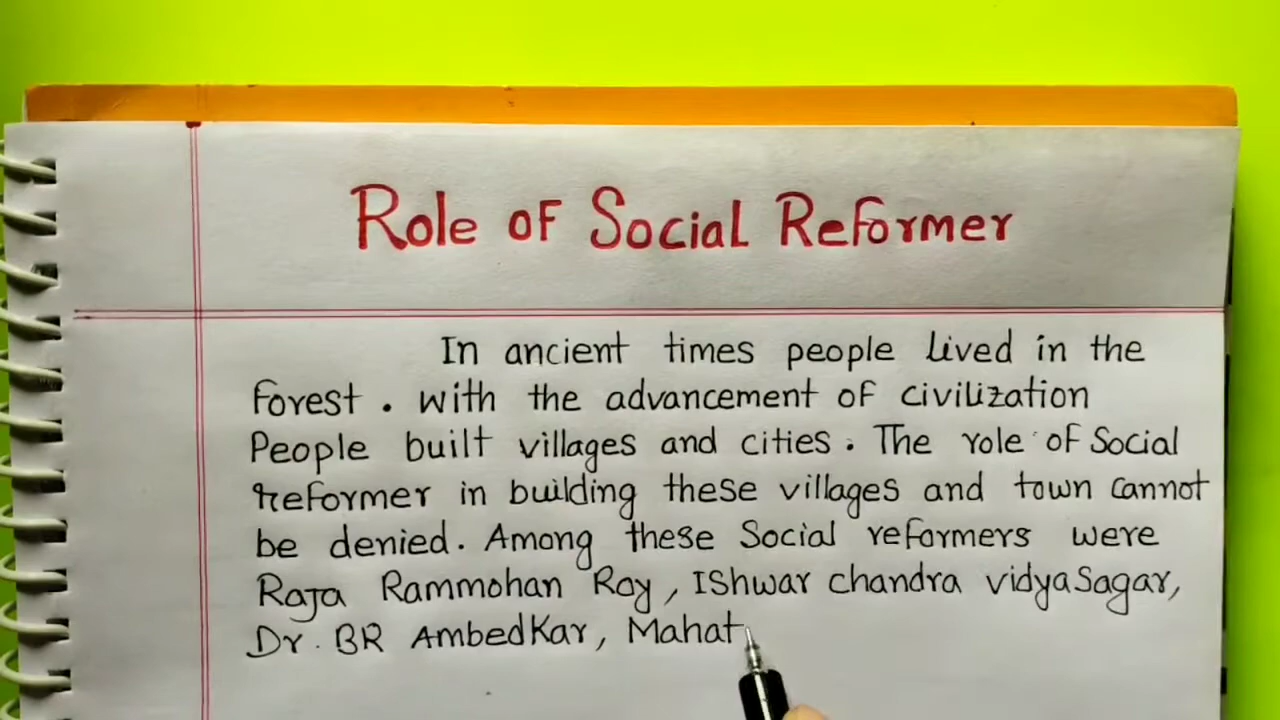 Role of Social Reformer
In ancient times people lived in the
forest. with the advancement of civilization
People built villages and cities. The role of Social
reformer in building these villages and town cannot
be denied. Among these Social reformers were
Raja Rammohan Roy, IShwar chandra vidyaSagar,
Dr. BR AmbedKar, Mahat